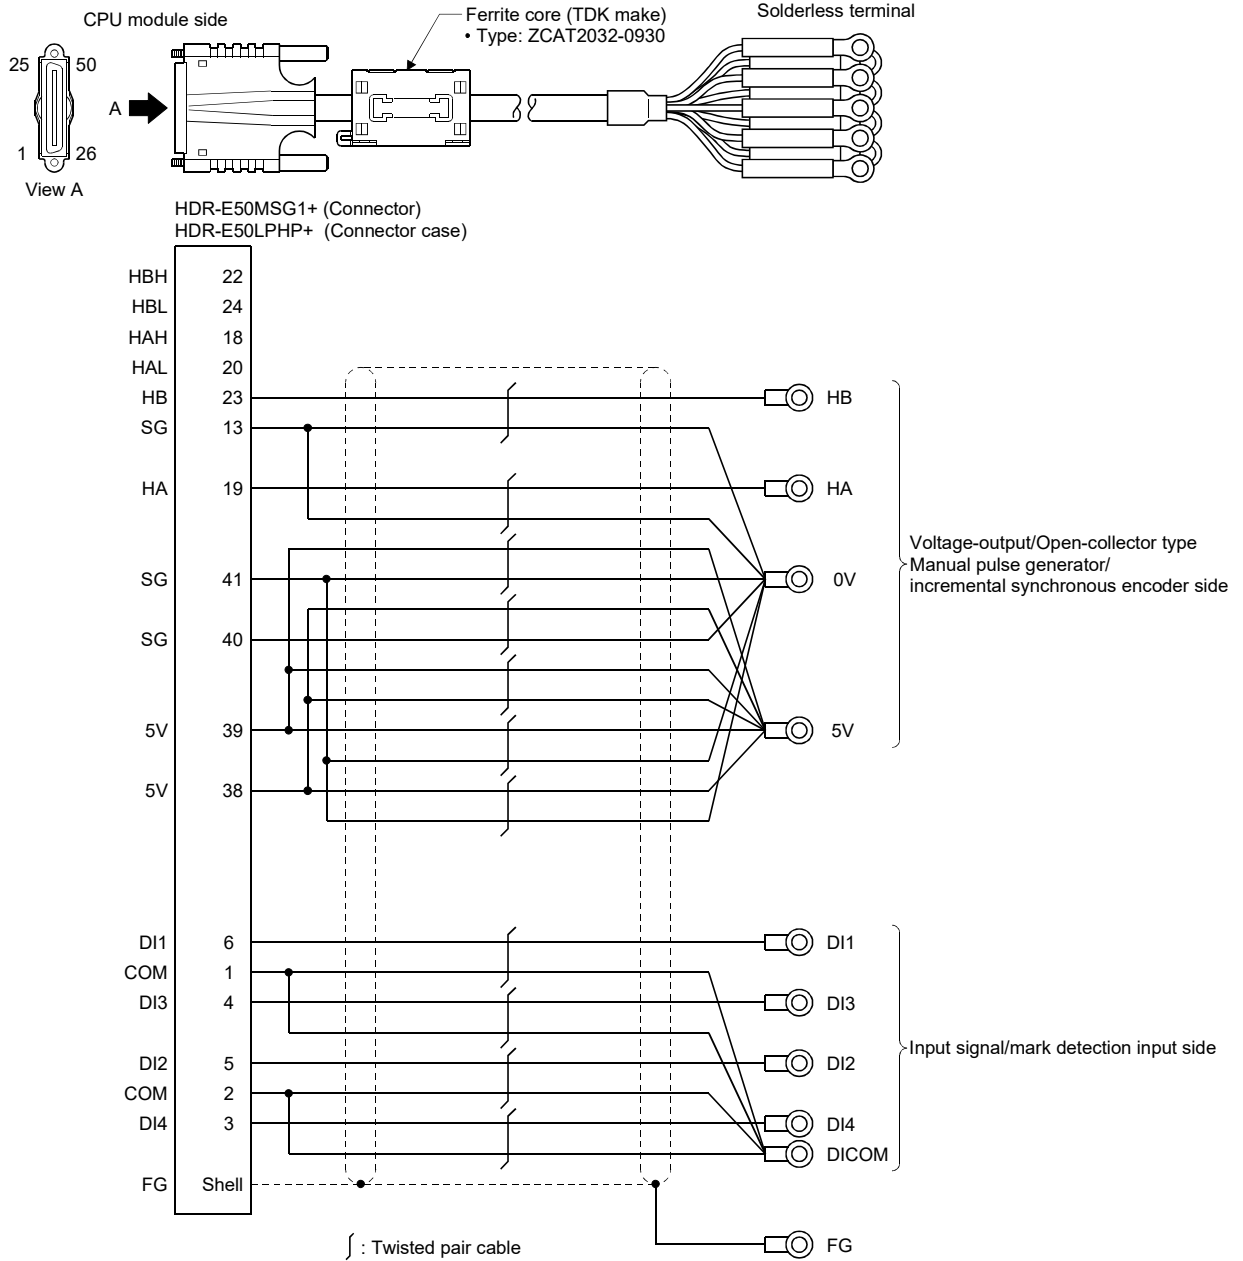 CPU module side
Ferrite core (TDK make)
• Type: ZCAT2032-0930
Solderless terminal
25 50
A
1 26
View A
HDR-E50MSG1+ (Connector)
HDR-E50LPHP+ (Connector case)
HBH 22
HBL 24
HAH 18
HAL 20
HB 23 HB
SG 13
HA 19 HA
Voltage-output/Open-collector type
Manual pulse generator/
incremental synchronous encoder side
SG 41 0V
SG 40
5V 39 5V
5V 38
DI1 6 DI1
COM 1
DI3 4 DI3
Input signal/mark detection input side
DI2 5 DI2
COM 2
DI4 3 DI4
DICOM
FG Shell
FG
: Twisted pair cable